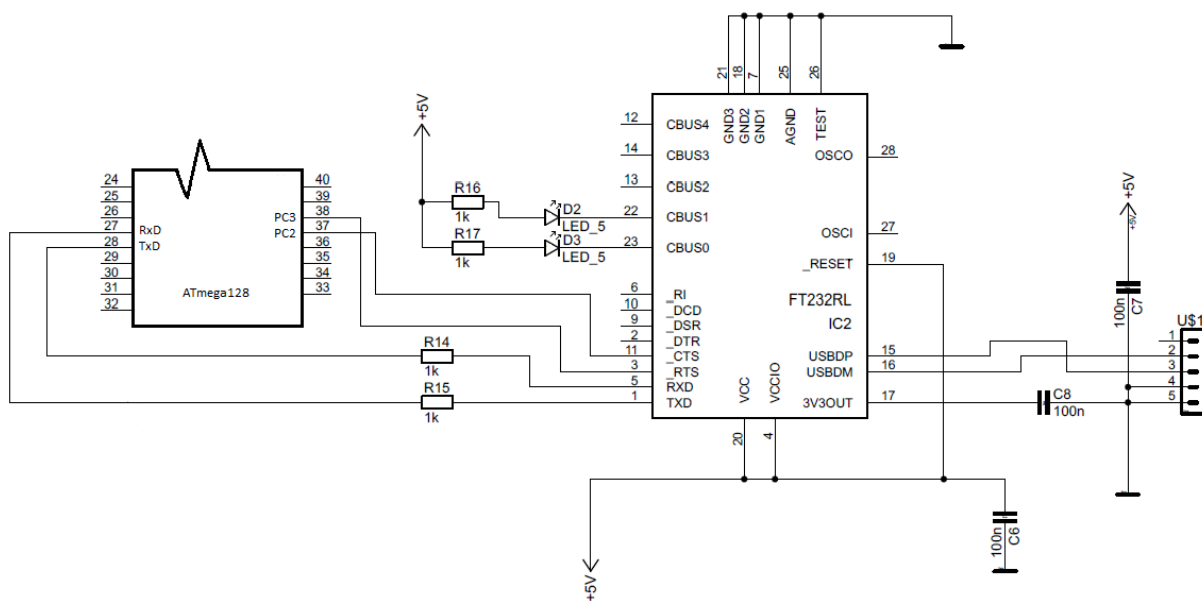 21
18
7
25
26
GND3
GND2
GND1
AGND
TEST
+5V
12
CBUS4
14
CBUS3
OSCO
28
13
CBUS2
R16
1k
D2
LED_5
22
CBUS1
R17
1k
D3
LED_5
23
CBUS0
OSCI
27
_RESET
19
24
25
26
27
28
29
30
31
32
RxD
TxD
ATmega128
PC3
PC2
40
39
38
37
36
35
34
33
6
_RI
10
_DCD
9
_DSR
2
_DTR
11
_CTS
3
_RTS
5
RXD
1
TXD
FT232RL
IC2
USBDP
15
USBDM
16
3V3OUT
17
R14
1k
R15
1k
VCC
VCCIO
20
4
+5V
+5V
100n
C7
U$1
1
2
3
4
5
C8
100n
100n
C6
+5V